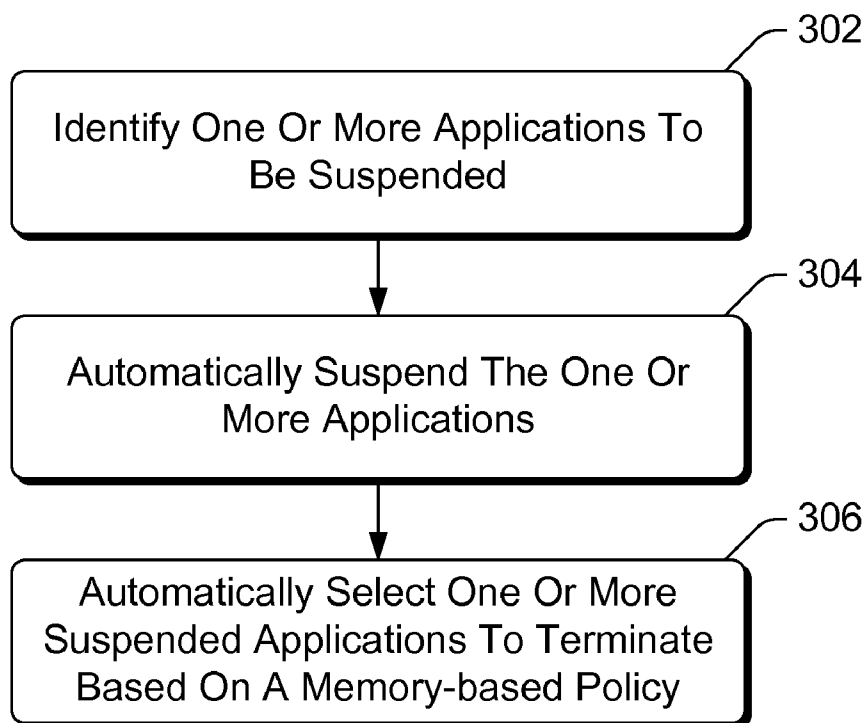 302
Identify One Or More Applications To
Be Suspended
304
Automatically Suspend The One Or
More Applications
306
Automatically Select One Or More
Suspended Applications To Terminate
Based On A Memory-based Policy